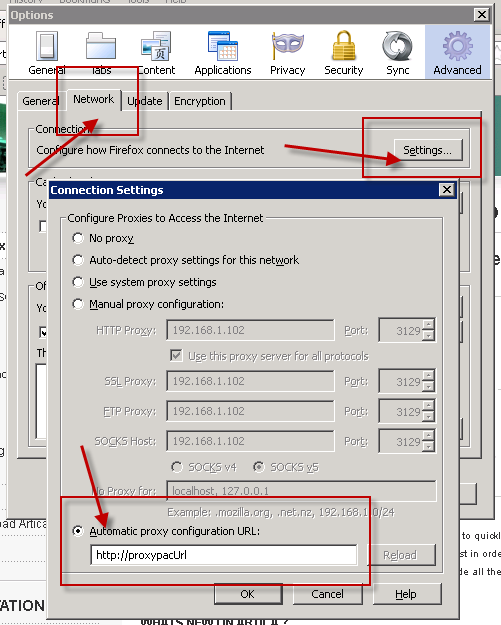 History Bookmarks Tools Help
Options
General Tabs Content Applications Privacy Security Sync Advanced
General Network Update Encryption
Connection
Configure how Firefox connects to the Internet
Settings...
Connection Settings
Configure Proxies to Access the Internet
No proxy
Auto-detect proxy settings for this network
Use system proxy settings
Manual proxy configuration:
HTTP Proxy: 192.168.1.102 Port: 3129
Use this proxy server for all protocols
SSL Proxy: 192.168.1.102 Port: 3129
FTP Proxy: 192.168.1.102 Port: 3129
SOCKS Host: 192.168.1.102 Port: 3129
SOCKS v4 SOCKS v5
No Proxy for: localhost, 127.0.0.1
Example: .mozilla.org, .net.nz, 192.168.1.0/24
Automatic proxy configuration URL:
http://proxypacUrl
Reload
OK Cancel Help